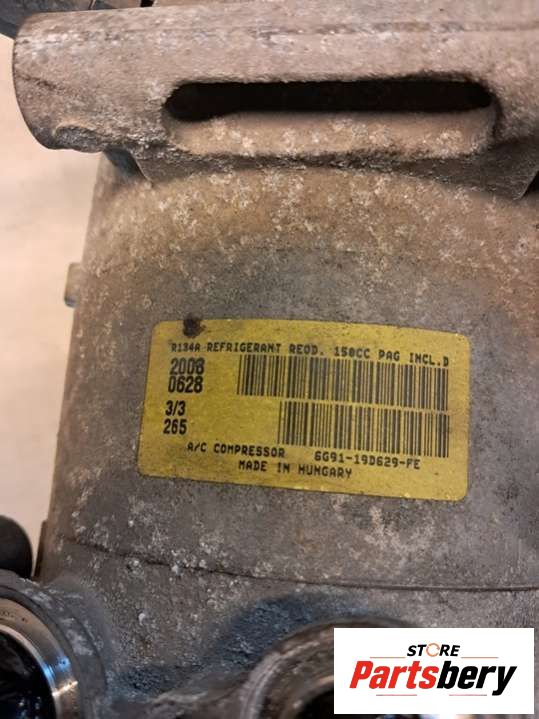 R134A REFRIGERANT REQD. 150CC PAG INCL.D
2008
0628
3/3
265
A/C COMPRESSOR 6G91-19D629-FE
MADE IN HUNGARY
STORE
Partsbery